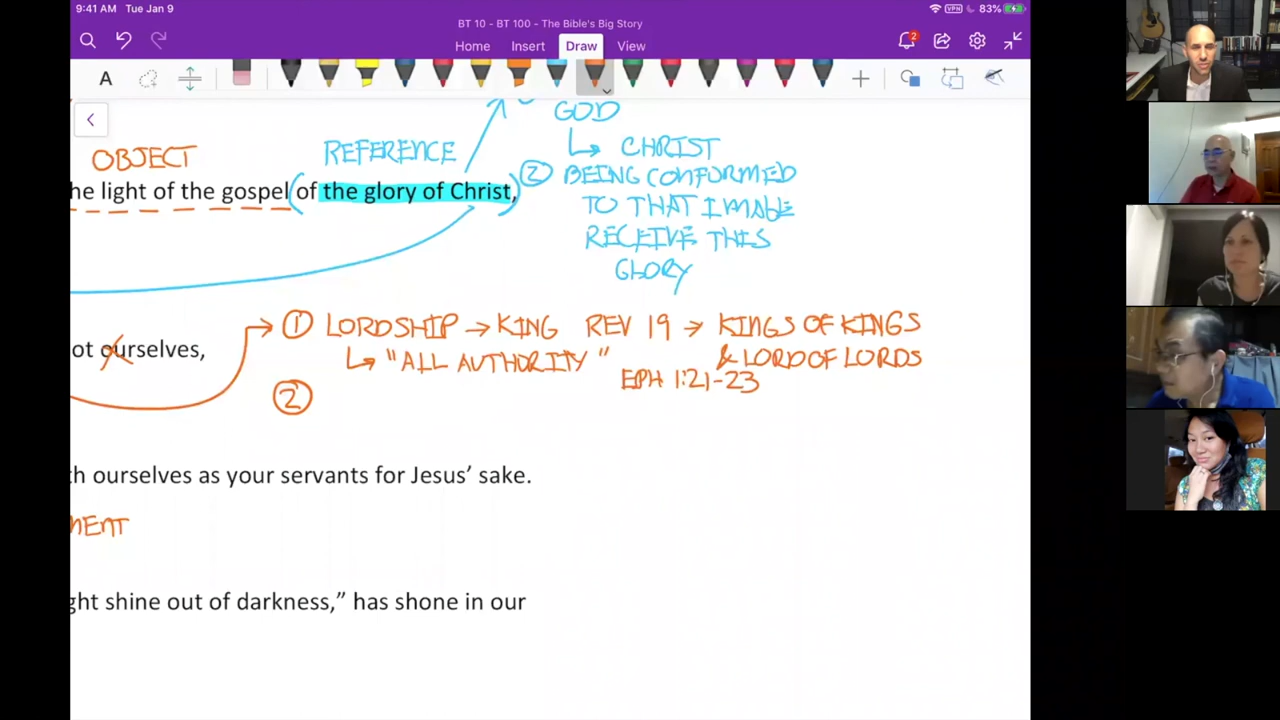 9:41 AM Tue Jan 9
VPN 83%
BT 10 - BT 100 - The Bible's Big Story
Home Insert Draw View
2
A
GOD
OBJECT REFERENCE CHRIST
he light of the gospel (of the glory of Christ,) ② BEING CONFORMED
TO THAT IMAGE
RECEIVE THIS
GLORY
① LORDSHIP → KING REV 19 → KINGS OF KINGS
ot ourselves, "ALL AUTHORITY" & LORD OF LORDS
EPH 1:21-23
②
th ourselves as your servants for Jesus' sake.
MENT
ght shine out of darkness,” has shone in our